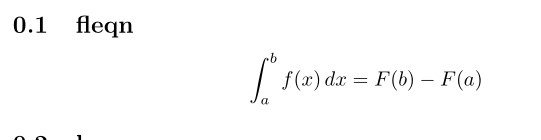 0.1 fleqn
∫_a^b f(x) dx = F(b) − F(a)